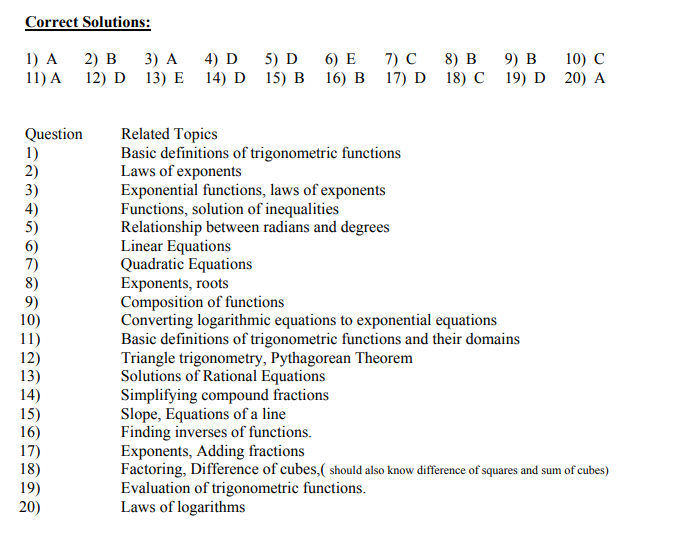 Correct Solutions:
1) A 2) B 3) A 4) D 5) D 6) E 7) C 8) B 9) B 10) C
11) A 12) D 13) E 14) D 15) B 16) B 17) D 18) C 19) D 20) A
Question Related Topics
1) Basic definitions of trigonometric functions
2) Laws of exponents
3) Exponential functions, laws of exponents
4) Functions, solution of inequalities
5) Relationship between radians and degrees
6) Linear Equations
7) Quadratic Equations
8) Exponents, roots
9) Composition of functions
10) Converting logarithmic equations to exponential equations
11) Basic definitions of trigonometric functions and their domains
12) Triangle trigonometry, Pythagorean Theorem
13) Solutions of Rational Equations
14) Simplifying compound fractions
15) Slope, Equations of a line
16) Finding inverses of functions.
17) Exponents, Adding fractions
18) Factoring, Difference of cubes,( should also know difference of squares and sum of cubes)
19) Evaluation of trigonometric functions.
20) Laws of logarithms